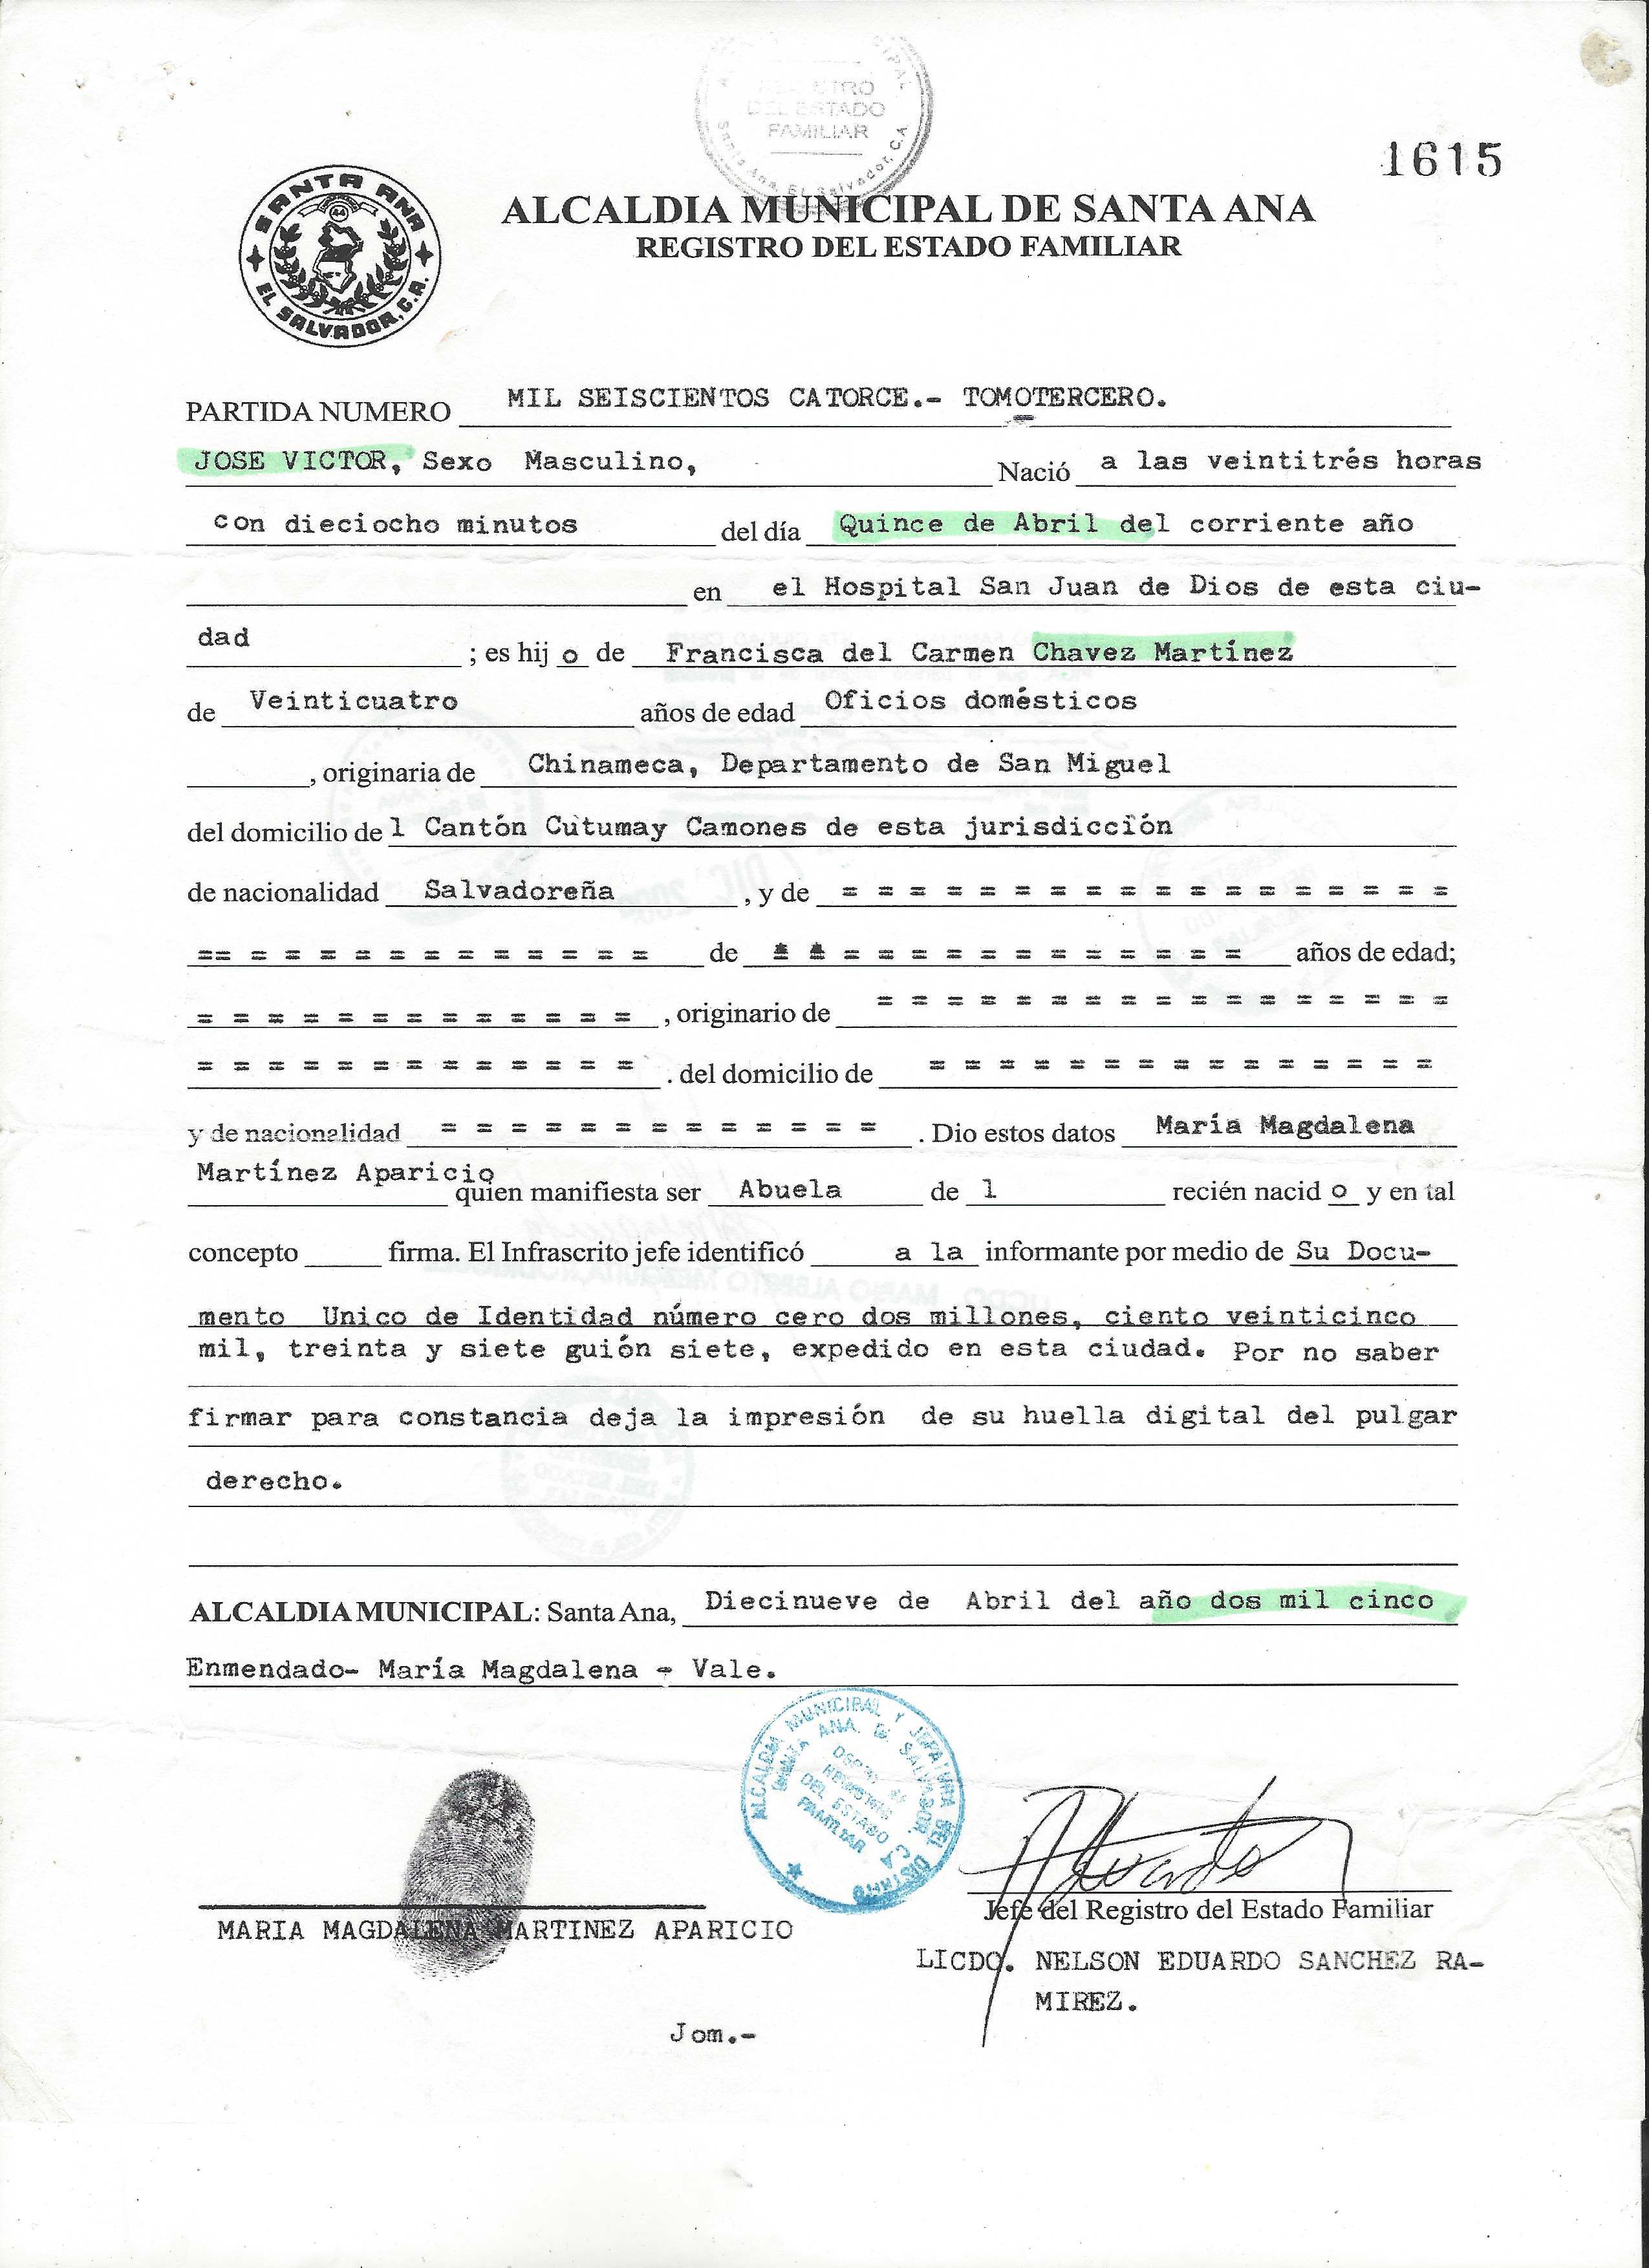 REGISTRO
DEL ESTADO
FAMILIAR
Santa Ana, El Salvador, C.A.
1615
SANTA ANA
44
EL SALVADOR, C.A.
ALCALDIA MUNICIPAL DE SANTA ANA
REGISTRO DEL ESTADO FAMILIAR
PARTIDA NUMERO MIL SEISCIENTOS CATORCE.- TOMO TERCERO.
JOSE VICTOR, Sexo Masculino, Nació a las veintitrés horas
con dieciocho minutos del día Quince de Abril del corriente año
en el Hospital San Juan de Dios de esta ciu-
dad ; es hij o de Francisca del Carmen Chavez Martínez
de Veinticuatro años de edad Oficios domésticos
, originaria de Chinameca, Departamento de San Miguel
del domicilio de l Cantón Cutumay Camones de esta jurisdicción
de nacionalidad Salvadoreña , y de = = = = = = = = = = = = = = = = = =
== = = = = = = = = = = = = de = = = = = = = = = = = = = = años de edad;
= = = = = = = = = = = = = , originario de = = = = = = = = = = = = = = = = =
= = = = = = = = = = = = = . del domicilio de = = = = = = = = = = = = = = =
y de nacionalidad = = = = = = = = = = = = = . Dio estos datos María Magdalena
Martínez Aparicio quien manifiesta ser Abuela de l recién nacid o y en tal
concepto firma. El Infrascrito jefe identificó a la informante por medio de Su Docu-
mento Unico de Identidad número cero dos millones, ciento veinticinco
mil, treinta y siete guión siete, expedido en esta ciudad. Por no saber
firmar para constancia deja la impresión de su huella digital del pulgar
derecho.
ALCALDIA MUNICIPAL: Santa Ana, Diecinueve de Abril del año dos mil cinco
Enmendado- María Magdalena - Vale.
ALCALDIA MUNICIPAL Y JEFATURA DEL DISTRITO
SANTA ANA, EL SALVADOR, C.A.
DEL ESTADO
FAMILIAR
MARIA MAGDALENA MARTINEZ APARICIO
Jefe del Registro del Estado Familiar
LICDO. NELSON EDUARDO SANCHEZ RA-
MIREZ.
Jom.-